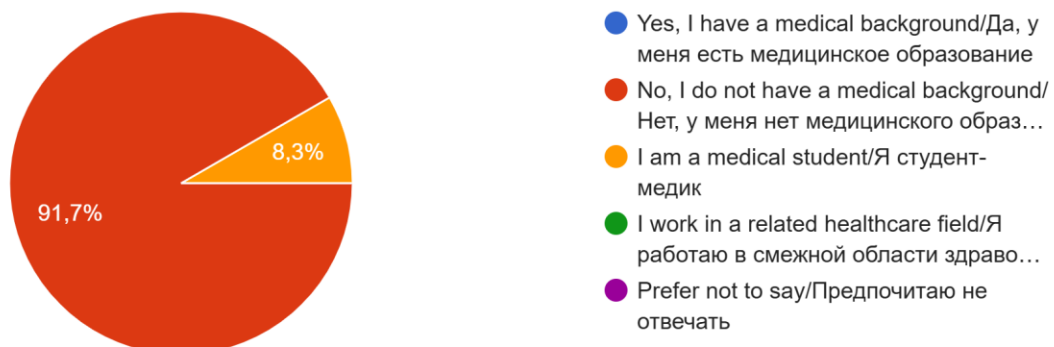 Yes, I have a medical background/Да, у
меня есть медицинское образование
No, I do not have a medical background/
Нет, у меня нет медицинского образ…
I am a medical student/Я студент-
медик
I work in a related healthcare field/Я
работаю в смежной области здраво…
Prefer not to say/Предпочитаю не
отвечать
8,3%
91,7%